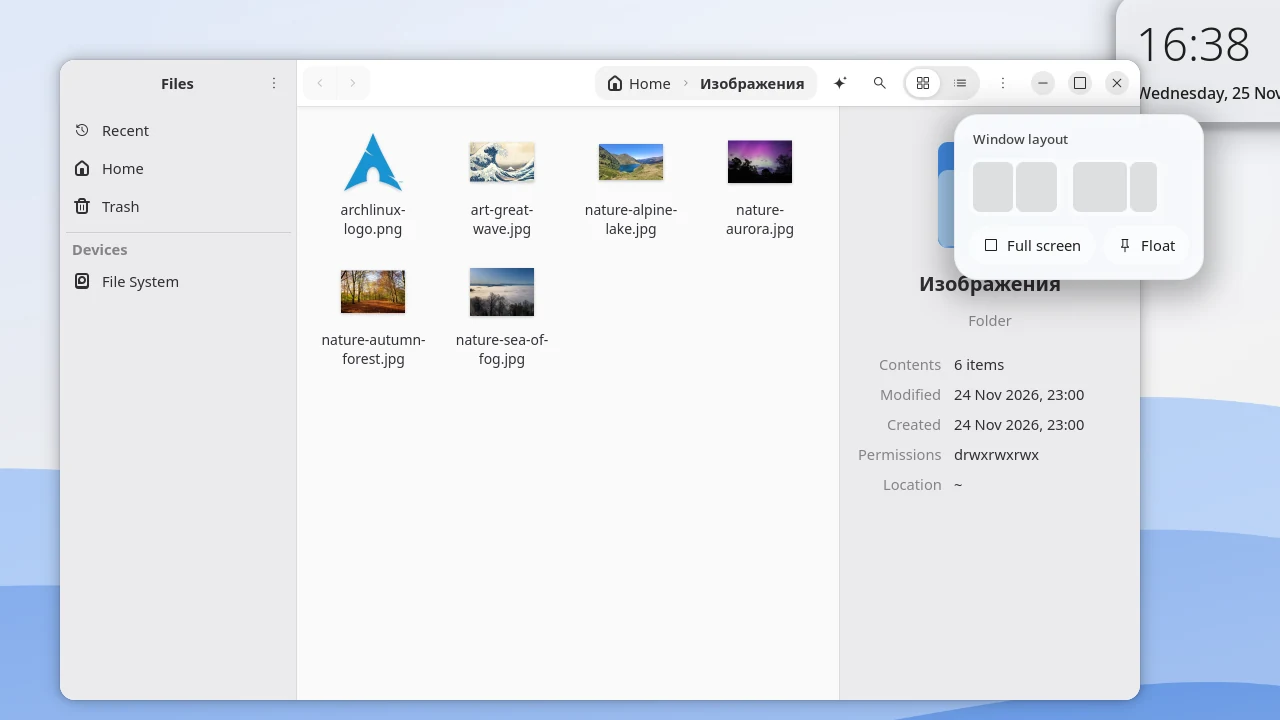 16:38
Wednesday, 25 Nov
Files
Home
Изображения
Recent
Home
Trash
Devices
File System
archlinux-
logo.png
art-great-
wave.jpg
nature-alpine-
lake.jpg
nature-
aurora.jpg
nature-autumn-
forest.jpg
nature-sea-of-
fog.jpg
Window layout
Full screen
Float
Изображения
Folder
Contents 6 items
Modified 24 Nov 2026, 23:00
Created 24 Nov 2026, 23:00
Permissions drwxrwxrwx
Location ~